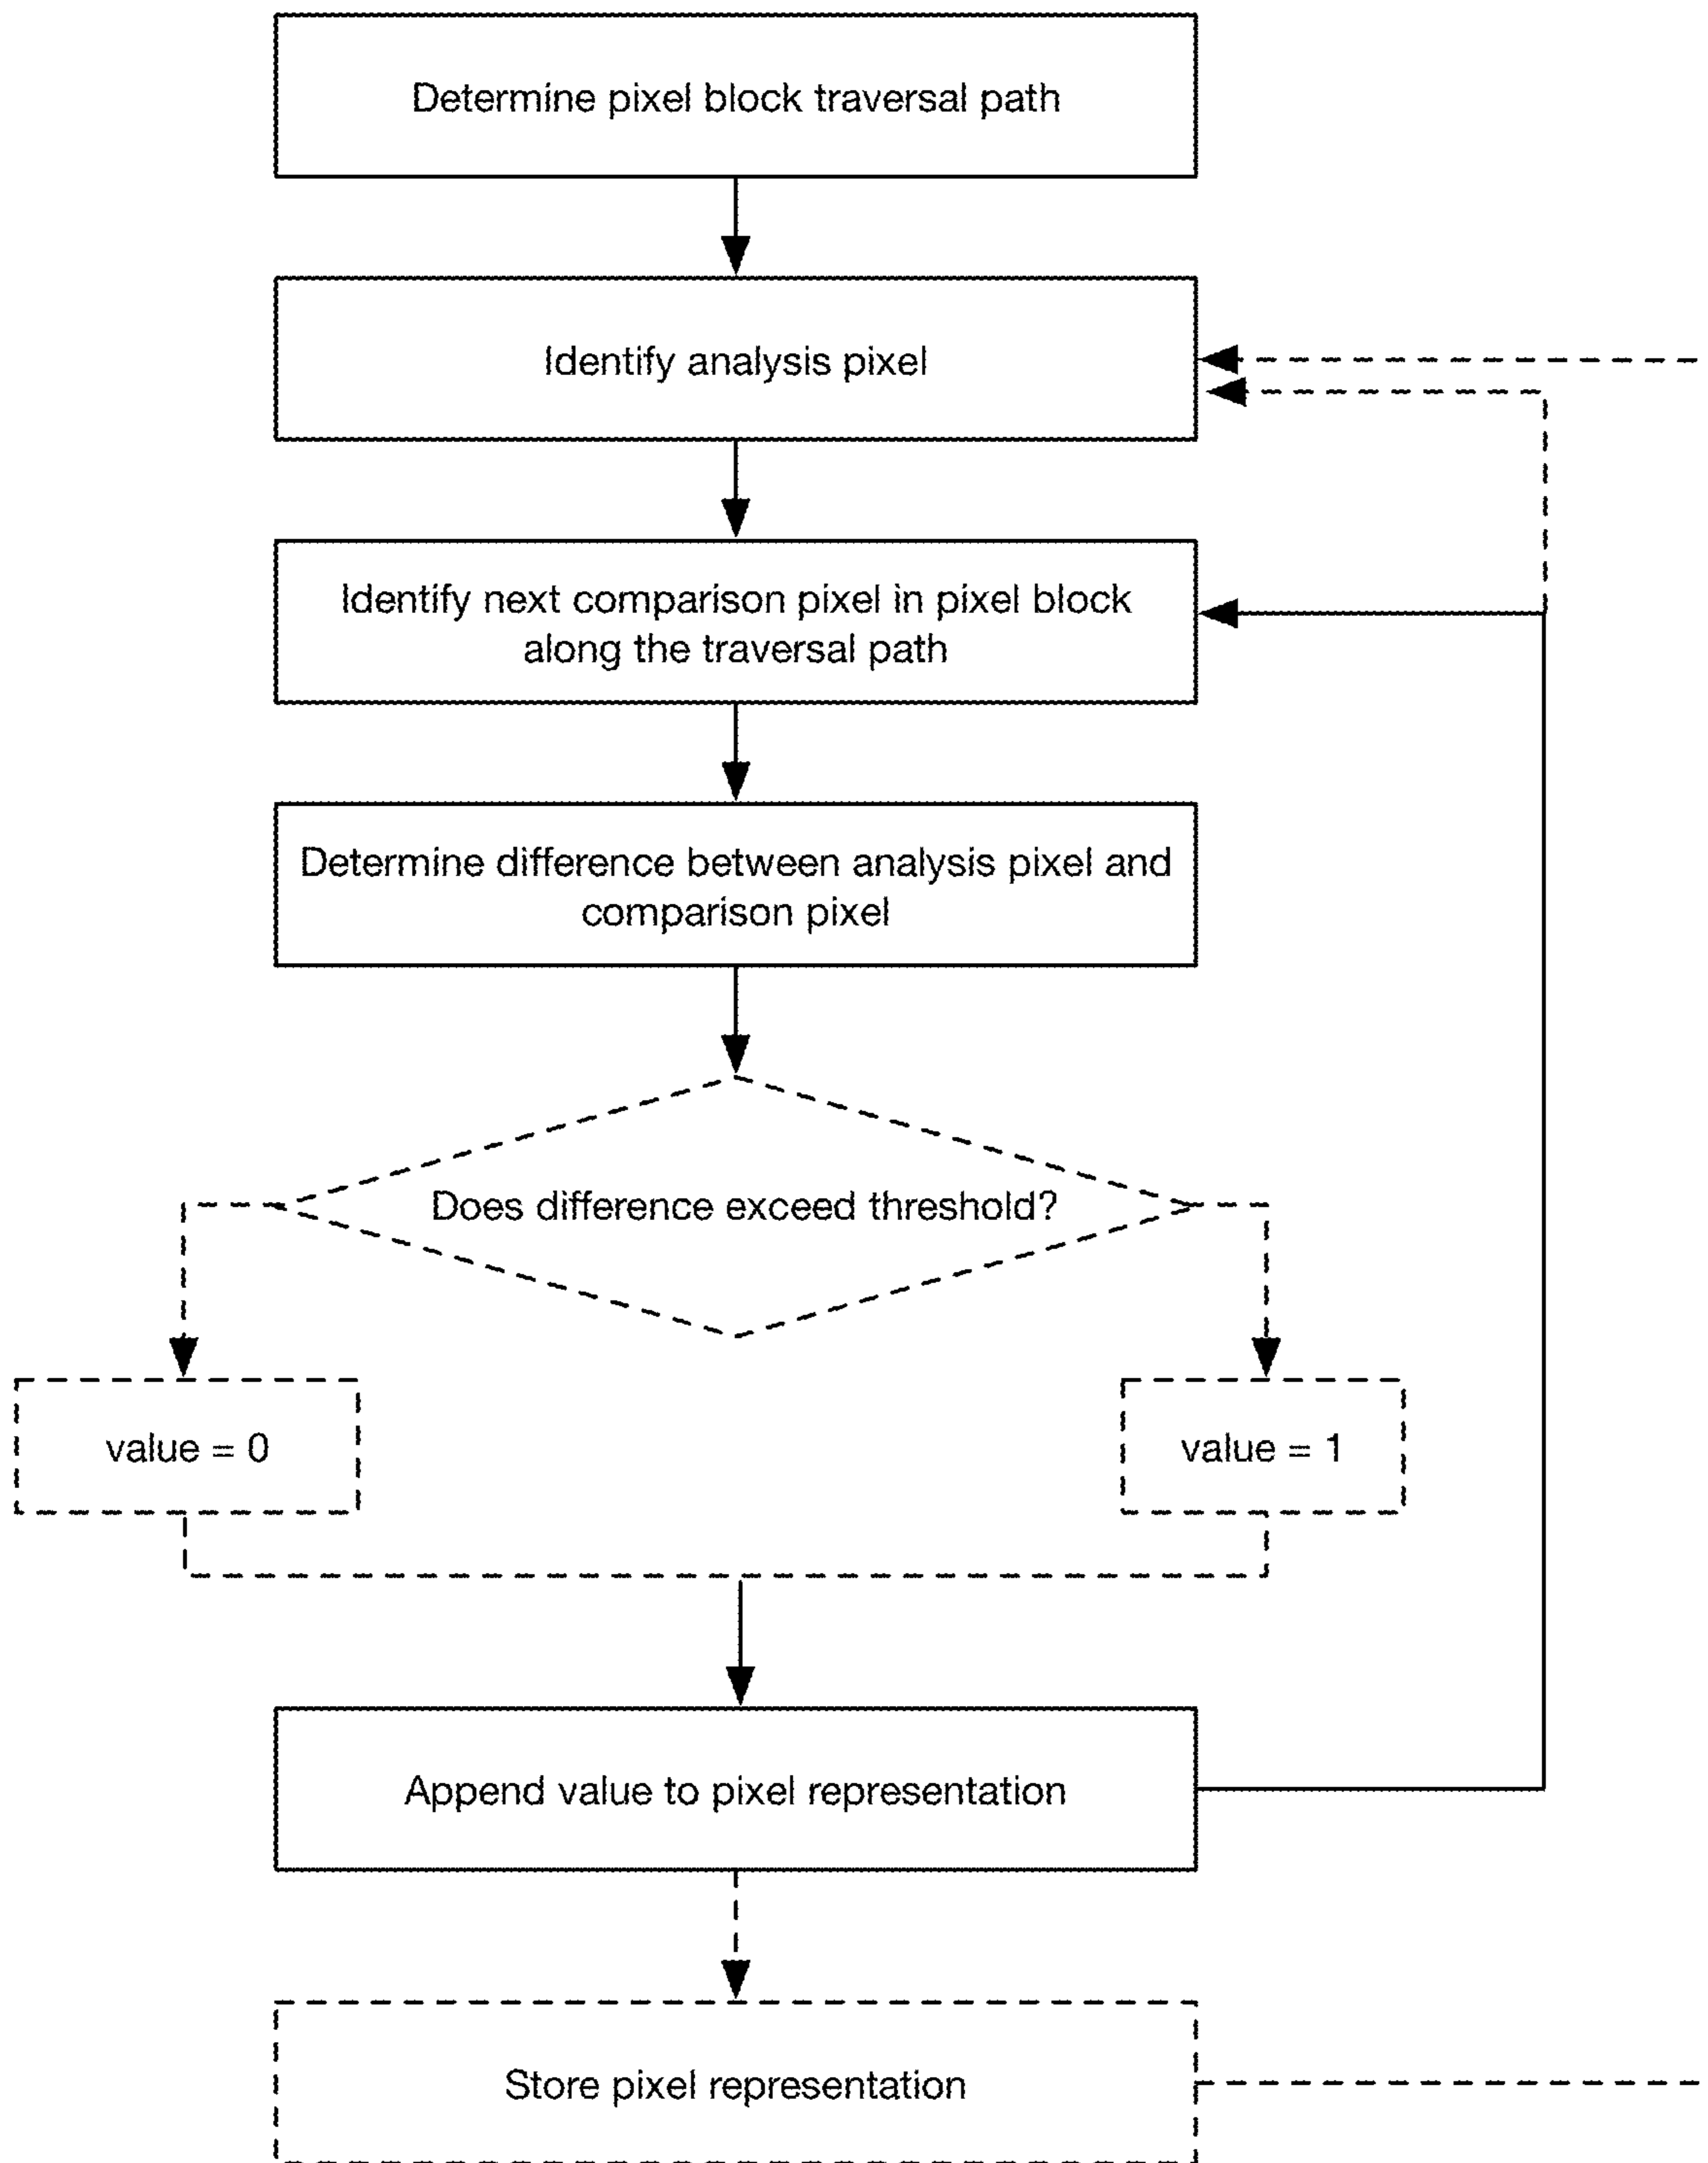 Determine pixel block traversal path
Identify analysis pixel
Identify next comparison pixel in pixel block
along the traversal path
Determine difference between analysis pixel and
comparison pixel
Does difference exceed threshold?
value = 0
value = 1
Append value to pixel representation
Store pixel representation